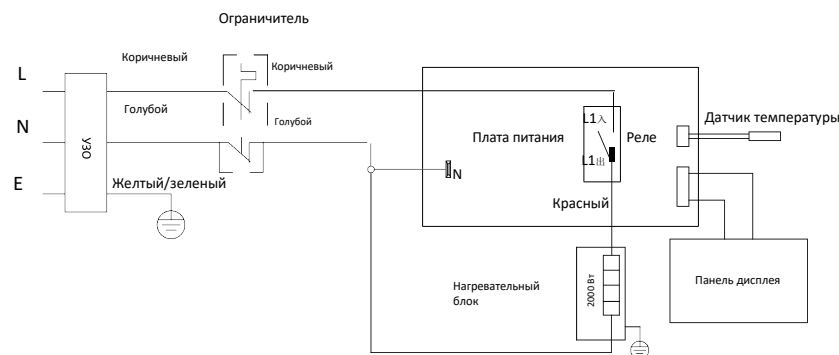 Ограничитель
Коричневый
Коричневый
L
Голубой
Голубой
N
УЗО
E
Желтый/зеленый
Плата питания
L1入
Реле
L1出
N
Красный
Датчик температуры
Нагревательный
блок
2000 Вт
Панель дисплея